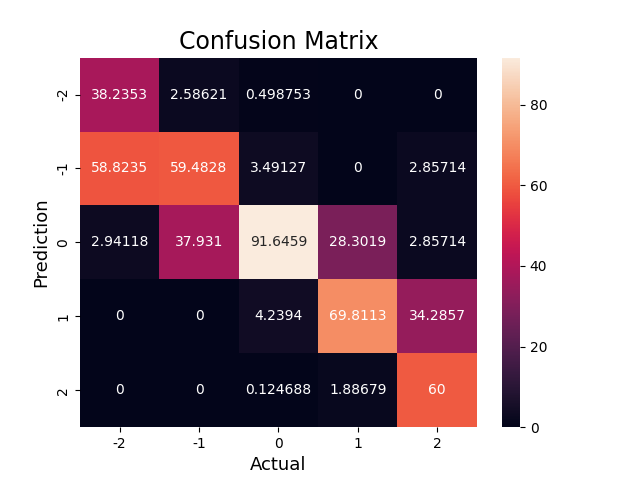 Confusion Matrix
-2 38.2353 2.58621 0.498753 0 0
-1 58.8235 59.4828 3.49127 0 2.85714
0 2.94118 37.931 91.6459 28.3019 2.85714
1 0 0 4.2394 69.8113 34.2857
2 0 0 0.124688 1.88679 60
-2 -1 0 1 2
Prediction
Actual
80
60
40
20
0